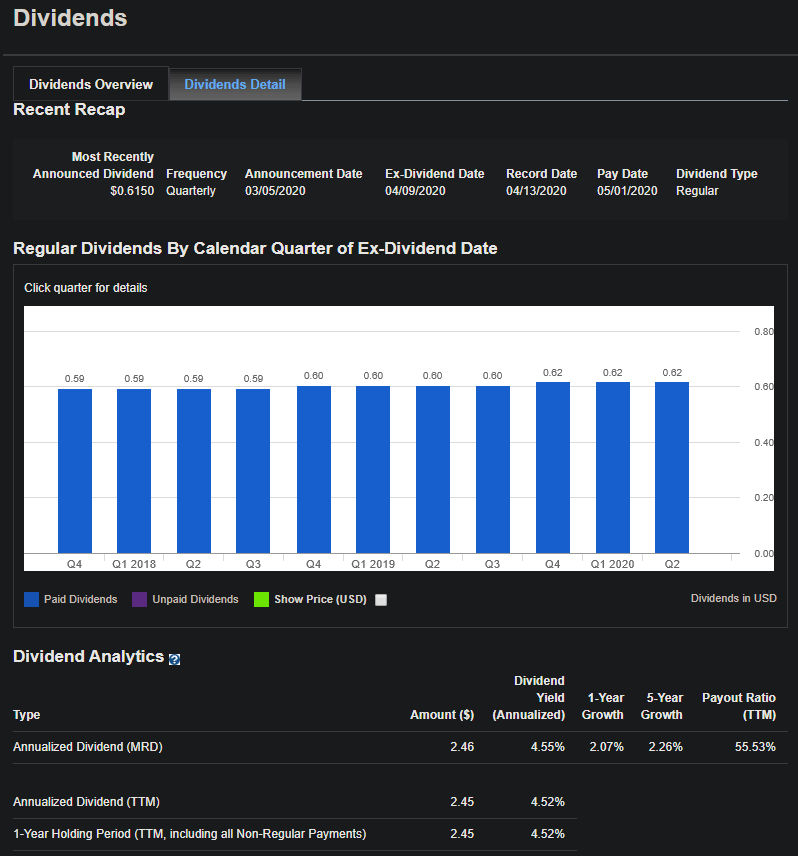 Dividends
Dividends Overview Dividends Detail
Recent Recap
Most Recently
Announced Dividend Frequency Announcement Date Ex-Dividend Date Record Date Pay Date Dividend Type
$0.6150 Quarterly 03/05/2020 04/09/2020 04/13/2020 05/01/2020 Regular
Regular Dividends By Calendar Quarter of Ex-Dividend Date
Click quarter for details
0.80
0.59 0.59 0.59 0.59 0.60 0.60 0.60 0.60 0.62 0.62 0.62
0.60
0.40
0.20
0.00
Q4 Q1 2018 Q2 Q3 Q4 Q1 2019 Q2 Q3 Q4 Q1 2020 Q2
Paid Dividends Unpaid Dividends Show Price (USD) Dividends in USD
Dividend Analytics ?
Dividend
Yield 1-Year 5-Year Payout Ratio
Type Amount ($) (Annualized) Growth Growth (TTM)
Annualized Dividend (MRD) 2.46 4.55% 2.07% 2.26% 55.53%
Annualized Dividend (TTM) 2.45 4.52%
1-Year Holding Period (TTM, including all Non-Regular Payments) 2.45 4.52%